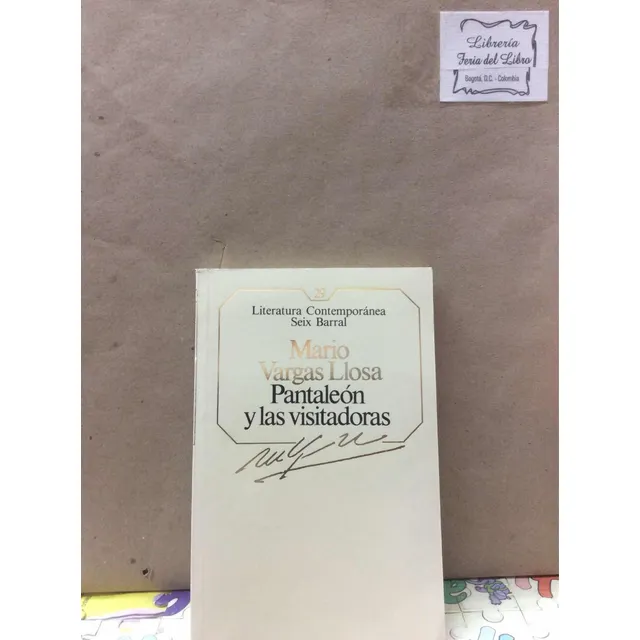 Librería
Feria del Libro
Bogotá, D.C. - Colombia
29
Literatura Contemporánea
Seix Barral
Mario
Vargas Llosa
Pantaleón
y las visitadoras